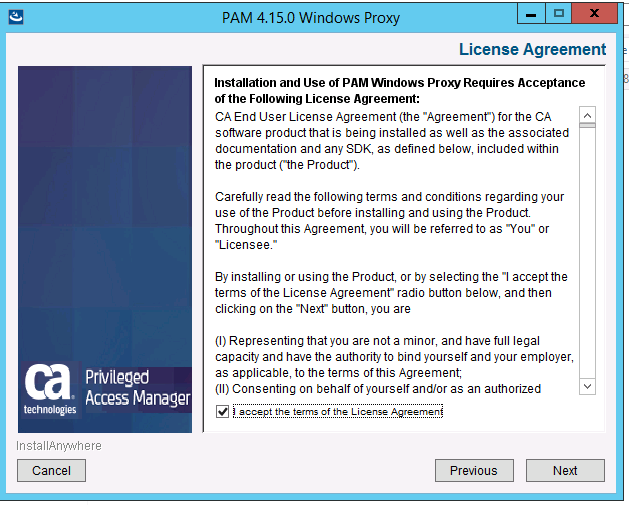 PAM 4.15.0 Windows Proxy
License Agreement
Installation and Use of PAM Windows Proxy Requires Acceptance
of the Following License Agreement:
CA End User License Agreement (the "Agreement") for the CA
software product that is being installed as well as the associated
documentation and any SDK, as defined below, included within
the product ("the Product").
Carefully read the following terms and conditions regarding your
use of the Product before installing and using the Product.
Throughout this Agreement, you will be referred to as "You" or
"Licensee."
By installing or using the Product, or by selecting the "I accept the
terms of the License Agreement" radio button below, and then
clicking on the "Next" button, you are
(I) Representing that you are not a minor, and have full legal
capacity and have the authority to bind yourself and your employer,
as applicable, to the terms of this Agreement;
(II) Consenting on behalf of yourself and/or as an authorized
I accept the terms of the License Agreement
ca
technologies
Privileged
Access Manager
InstallAnywhere
Cancel
Previous
Next